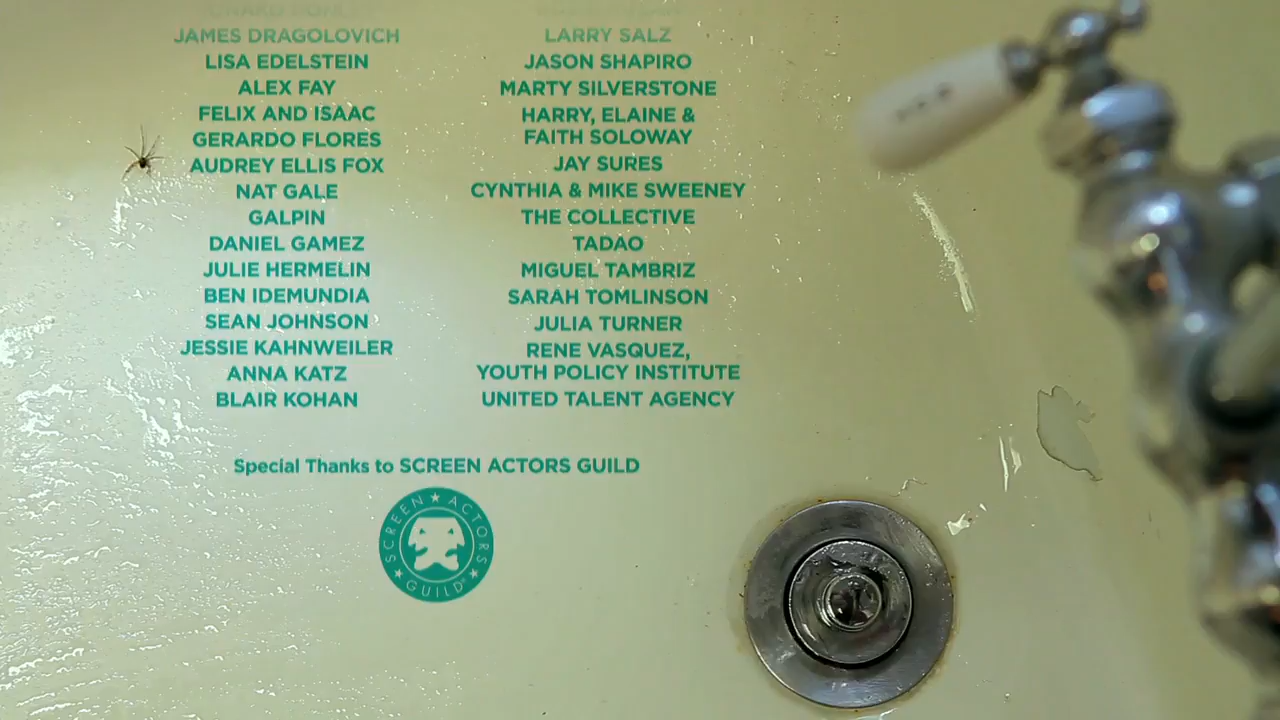 JAMES DRAGOLOVICH
LISA EDELSTEIN
ALEX FAY
FELIX AND ISAAC
GERARDO FLORES
AUDREY ELLIS FOX
NAT GALE
GALPIN
DANIEL GAMEZ
JULIE HERMELIN
BEN IDEMUNDIA
SEAN JOHNSON
JESSIE KAHNWEILER
ANNA KATZ
BLAIR KOHAN
LARRY SALZ
JASON SHAPIRO
MARTY SILVERSTONE
HARRY, ELAINE &
FAITH SOLOWAY
JAY SURES
CYNTHIA & MIKE SWEENEY
THE COLLECTIVE
TADAO
MIGUEL TAMBRIZ
SARAH TOMLINSON
JULIA TURNER
RENE VASQUEZ,
YOUTH POLICY INSTITUTE
UNITED TALENT AGENCY
Special Thanks to SCREEN ACTORS GUILD
SCREEN ★ ACTORS ★ GUILD ★